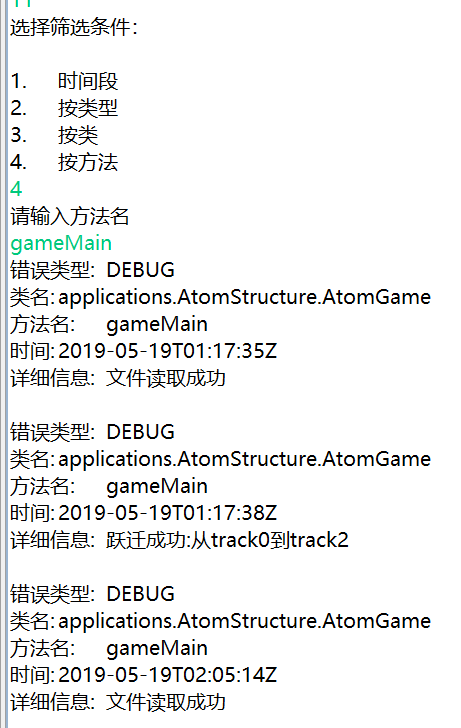 11
选择筛选条件：
1. 时间段
2. 按类型
3. 按类
4. 按方法
4
请输入方法名
gameMain
错误类型: DEBUG
类名:applications.AtomStructure.AtomGame
方法名: gameMain
时间:2019-05-19T01:17:35Z
详细信息: 文件读取成功
错误类型: DEBUG
类名:applications.AtomStructure.AtomGame
方法名: gameMain
时间:2019-05-19T01:17:38Z
详细信息: 跃迁成功:从track0到track2
错误类型: DEBUG
类名:applications.AtomStructure.AtomGame
方法名: gameMain
时间:2019-05-19T02:05:14Z
详细信息: 文件读取成功